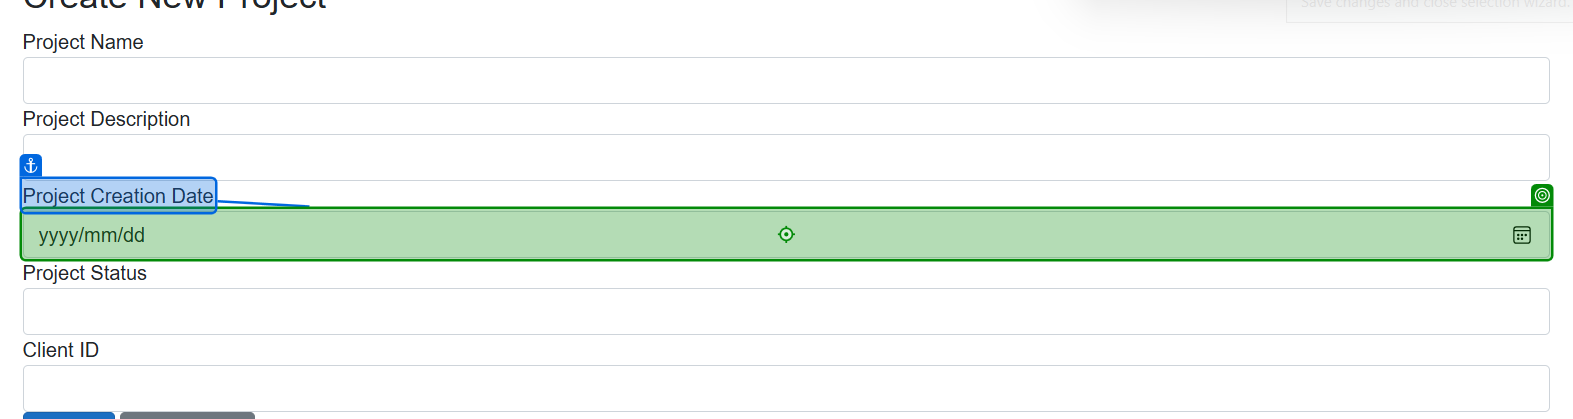 Create New Project
Save changes and close selection wizard.
Project Name
Project Description
Project Creation Date
yyyy/mm/dd
Project Status
Client ID